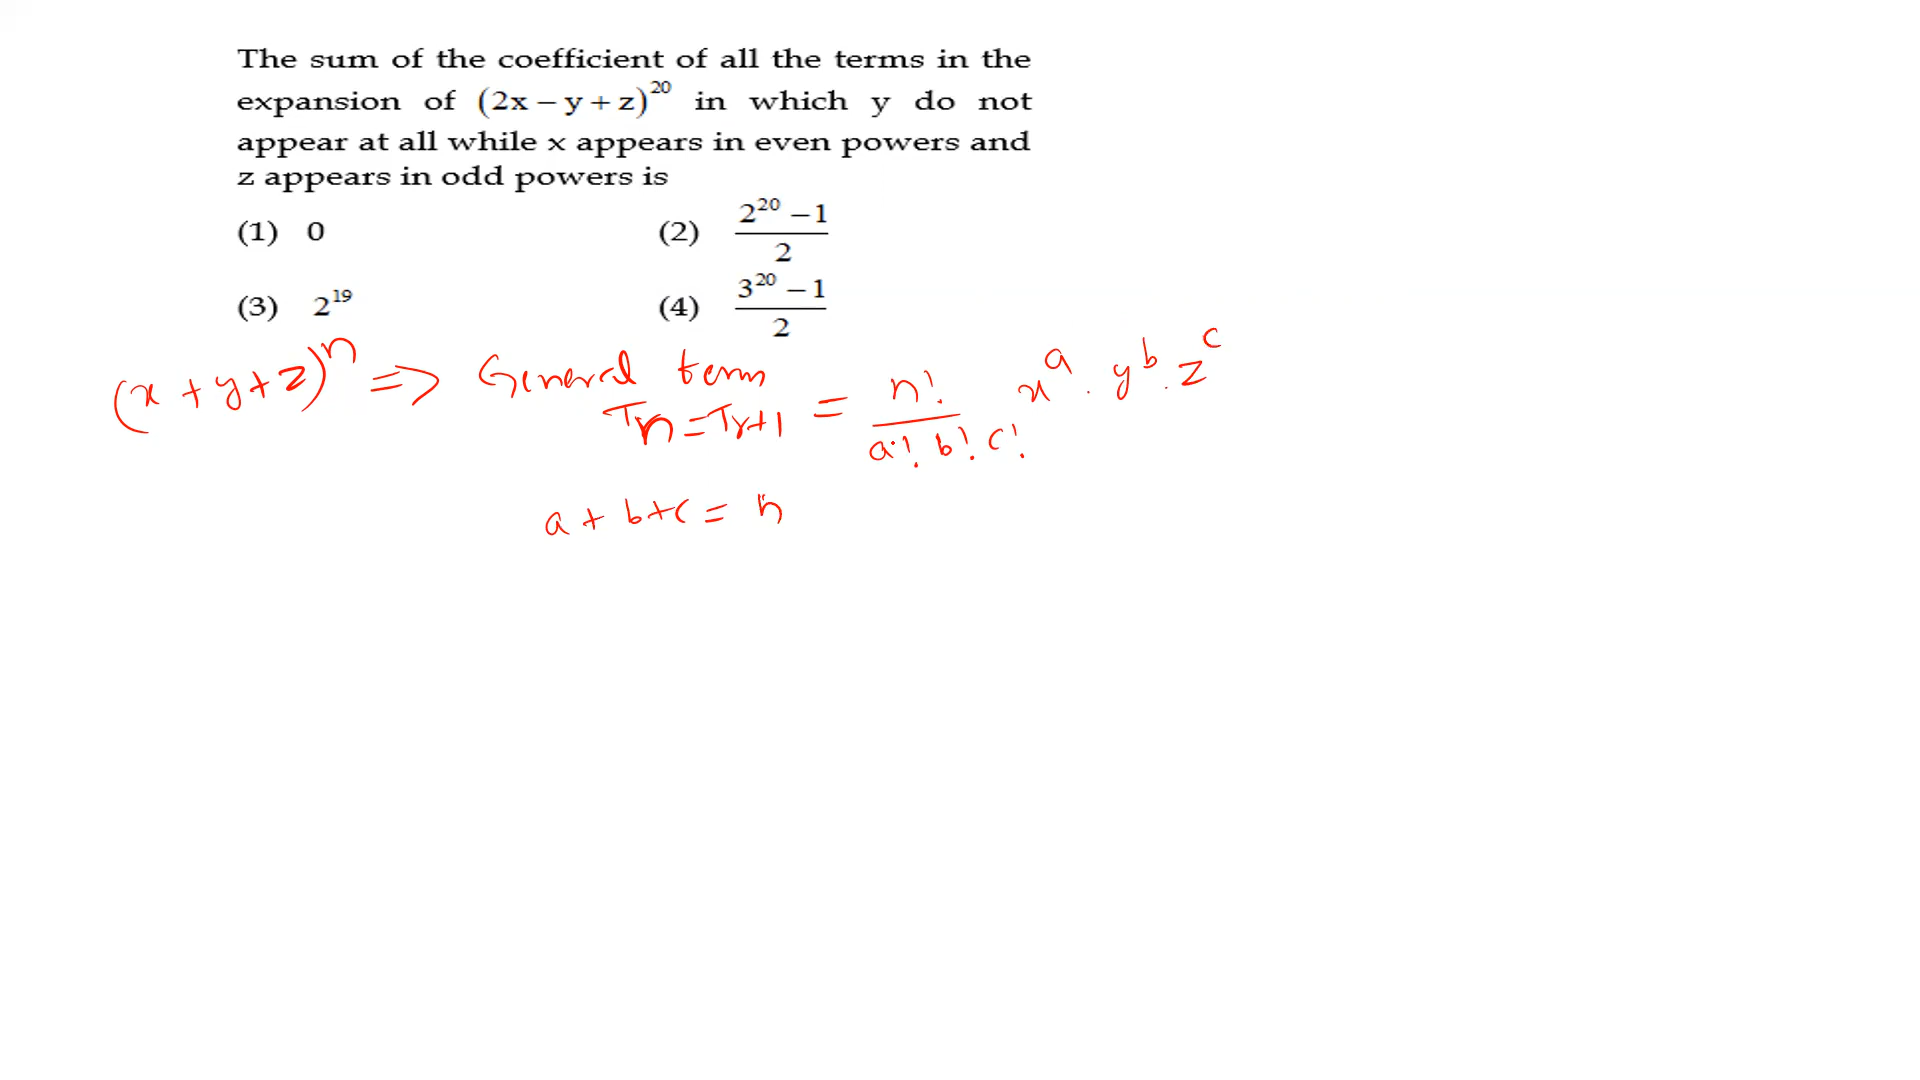 The sum of the coefficient of all the terms in the
expansion of (2x – y + z)^20 in which y do not
appear at all while x appears in even powers and
z appears in odd powers is
(1) 0 (2) (2^20 – 1)/2
(3) 2^19 (4) (3^20 – 1)/2
(x + y + z)^n ⇒ General term
Tn = Tr+1 = n!/(a! b! c!) x^a . y^b . z^c
a + b + c = n